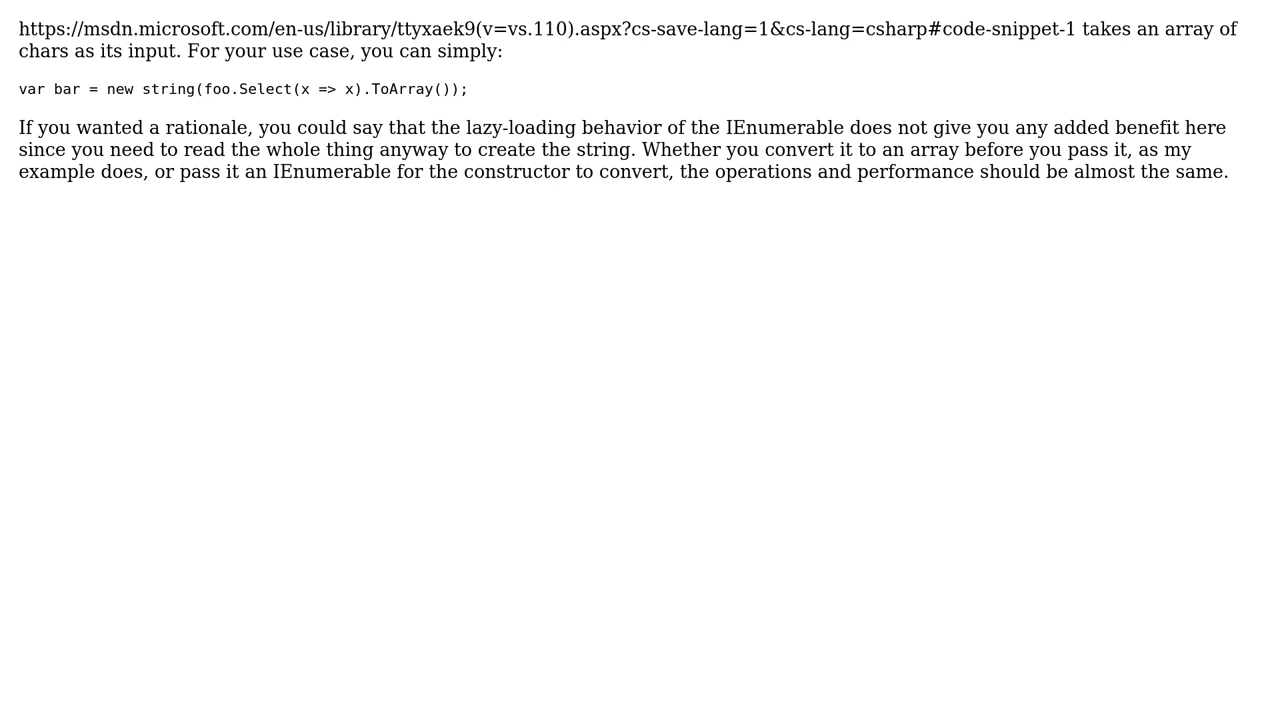 https://msdn.microsoft.com/en-us/library/ttyxaek9(v=vs.110).aspx?cs-save-lang=1&cs-lang=csharp#code-snippet-1 takes an array of
chars as its input. For your use case, you can simply:
var bar = new string(foo.Select(x => x).ToArray());
If you wanted a rationale, you could say that the lazy-loading behavior of the IEnumerable does not give you any added benefit here
since you need to read the whole thing anyway to create the string. Whether you convert it to an array before you pass it, as my
example does, or pass it an IEnumerable for the constructor to convert, the operations and performance should be almost the same.